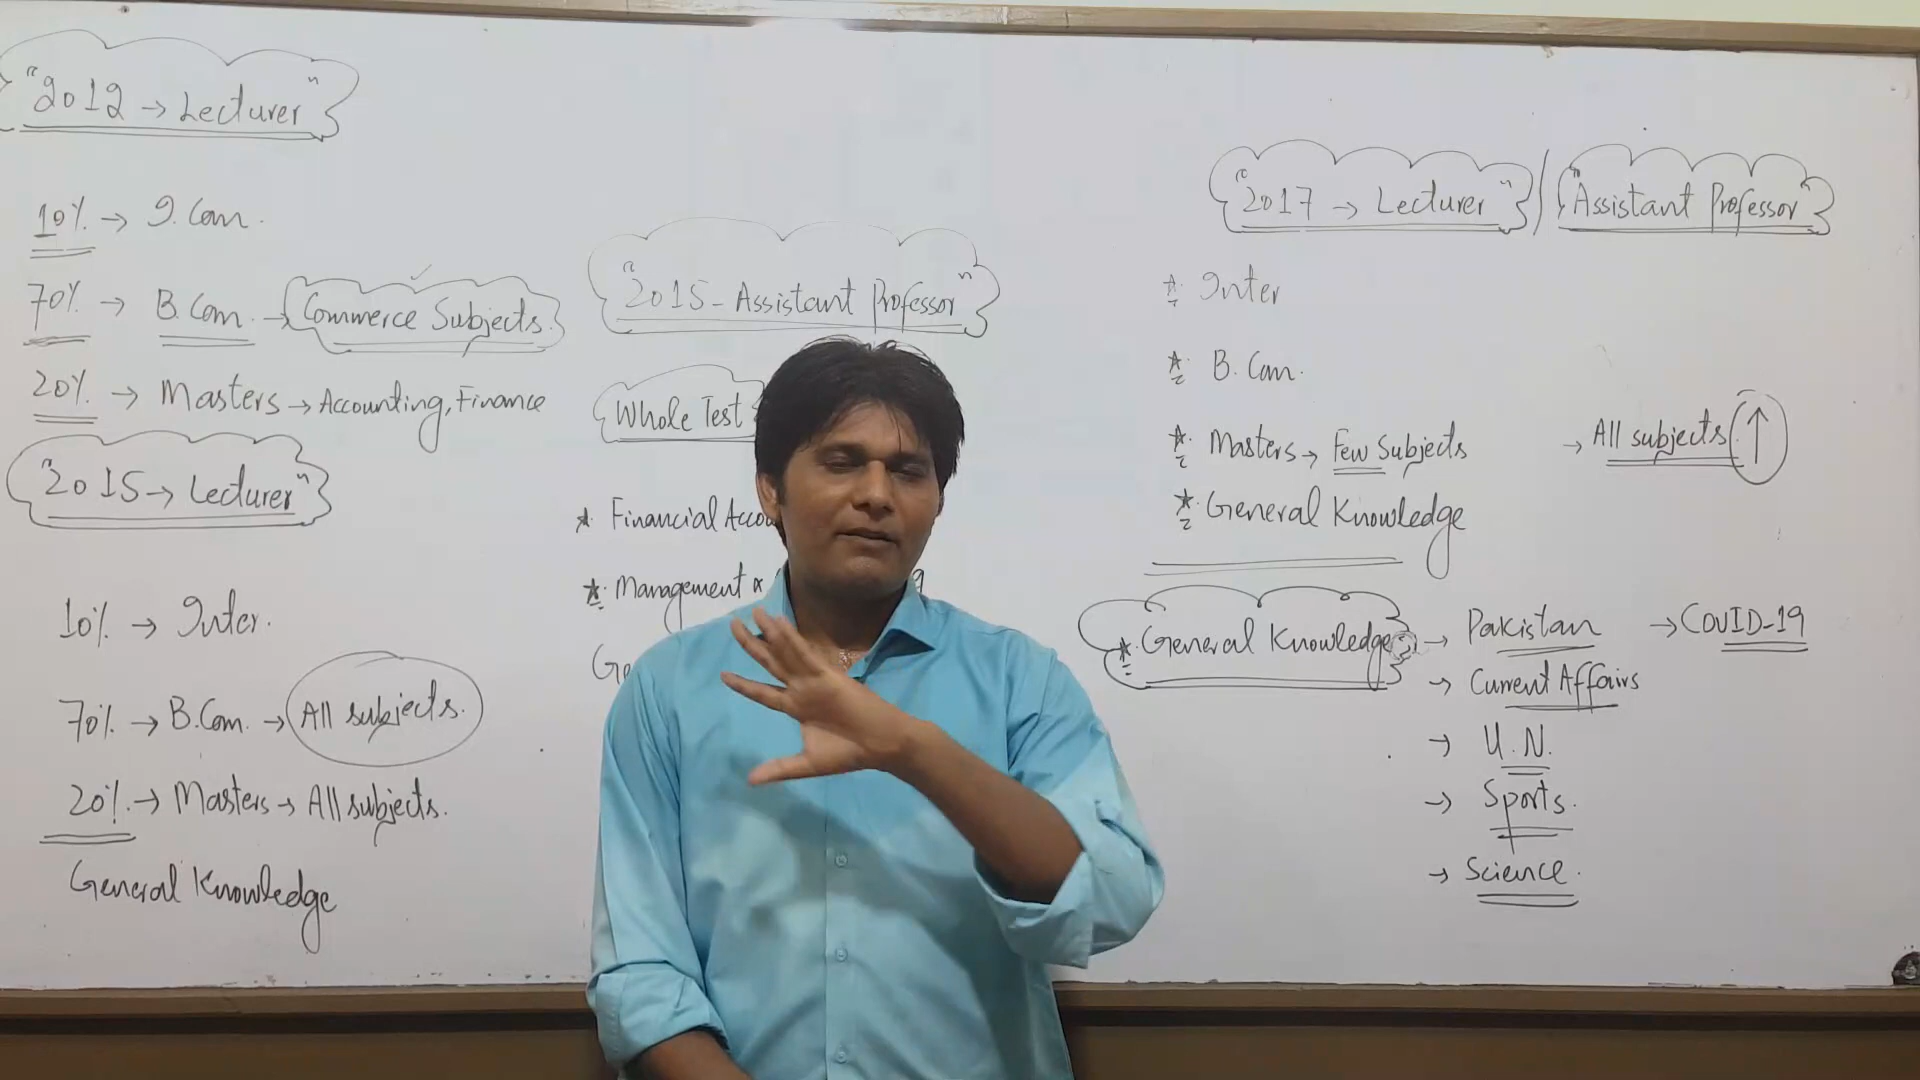 "2012 → Lecturer"
10% → I.Com.
70% → B.Com. → Commerce Subjects.
20% → Masters → Accounting, Finance
"2015 → Lecturer"
10% → Inter.
70% → B.Com. → All subjects.
20% → Masters → All subjects.
General Knowledge
"2015 - Assistant Professor"
Whole Test
* Financial Accou
* Management
Ge
"2017 → Lecturer" / "Assistant Professor"
* Inter
* B.Com.
* Masters → Few Subjects → All subjects. ↑
* General Knowledge
* General Knowledge → Pakistan → COVID-19
→ Current Affairs
→ U.N.
→ Sports.
→ Science.